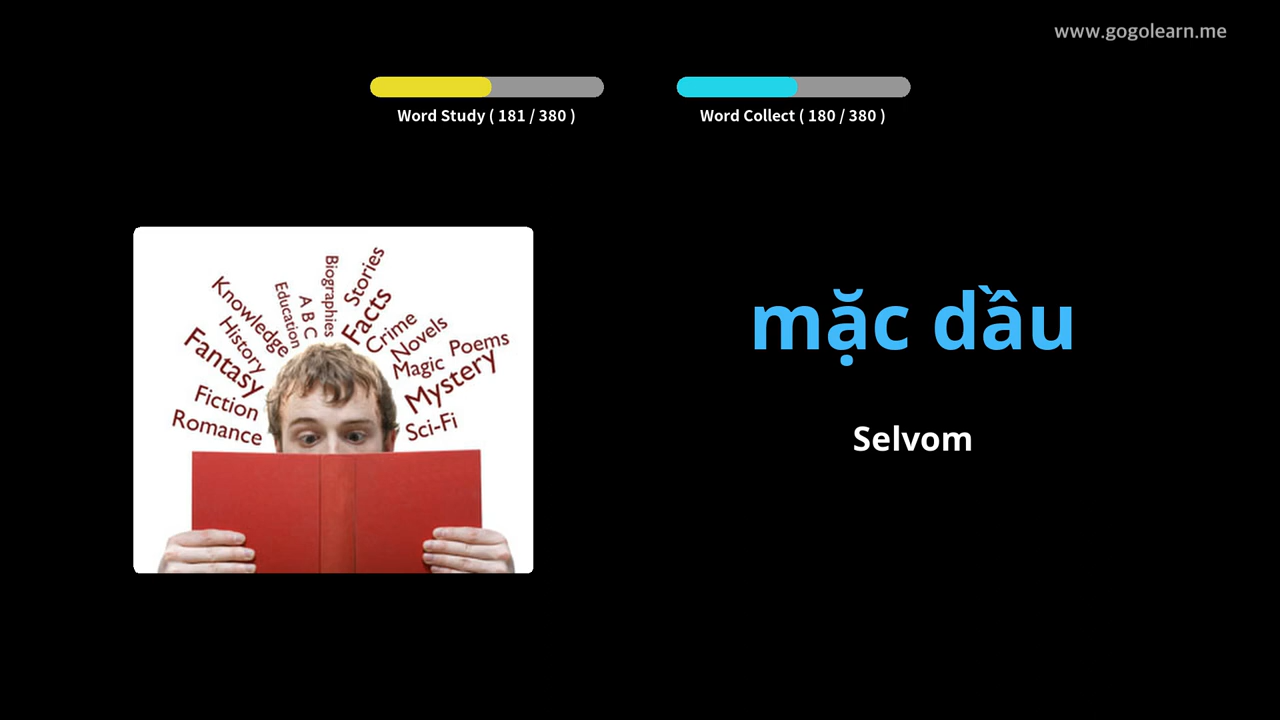 www.gogolearn.me
Word Study ( 181 / 380 )
Word Collect ( 180 / 380 )
mặc dầu
Selvom
Knowledge
Education
A B C
Biographies
Stories
Facts
History
Crime
Novels
Poems
Fantasy
Magic
Mystery
Fiction
Romance
Sci-Fi